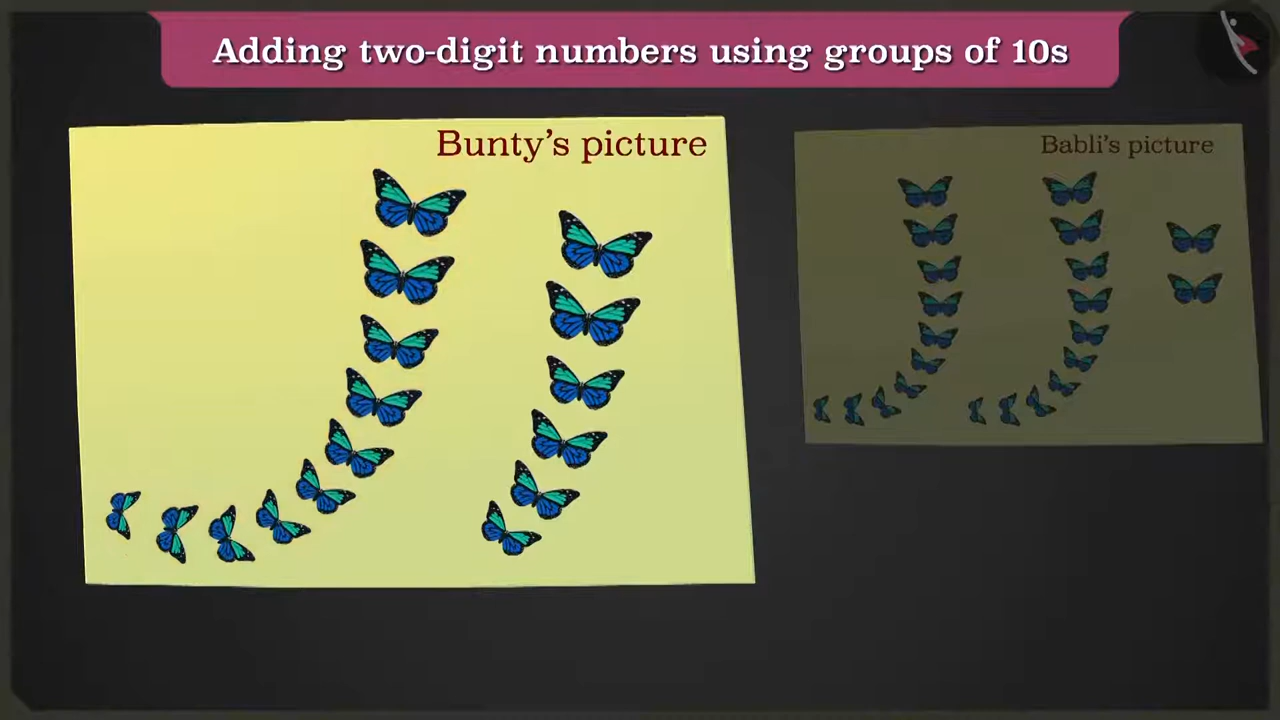 Adding two-digit numbers using groups of 10s
Bunty's picture
Babli's picture